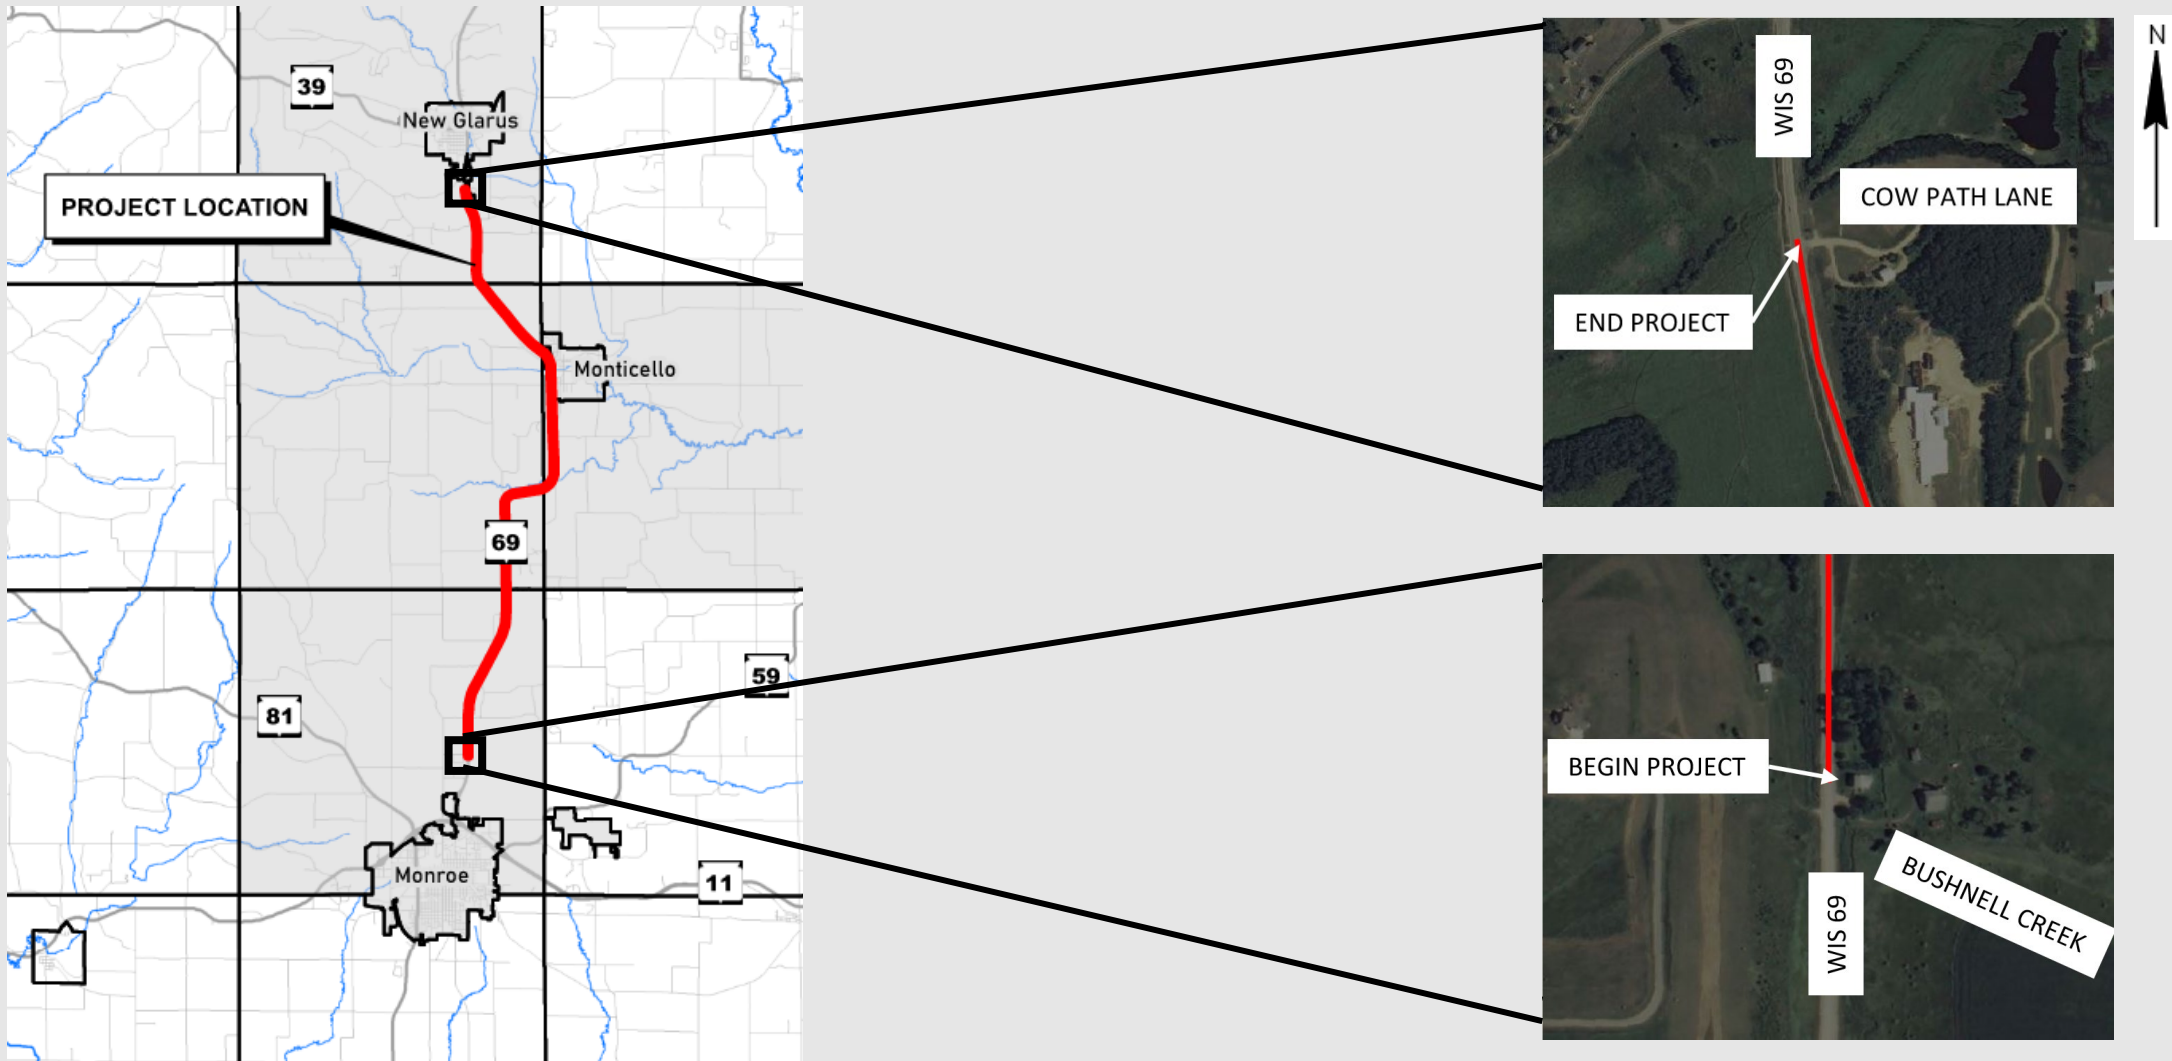 39
New Glarus
PROJECT LOCATION
Monticello
69
59
81
11
Monroe
WIS 69
COW PATH LANE
END PROJECT
N
BEGIN PROJECT
BUSHNELL CREEK
WIS 69